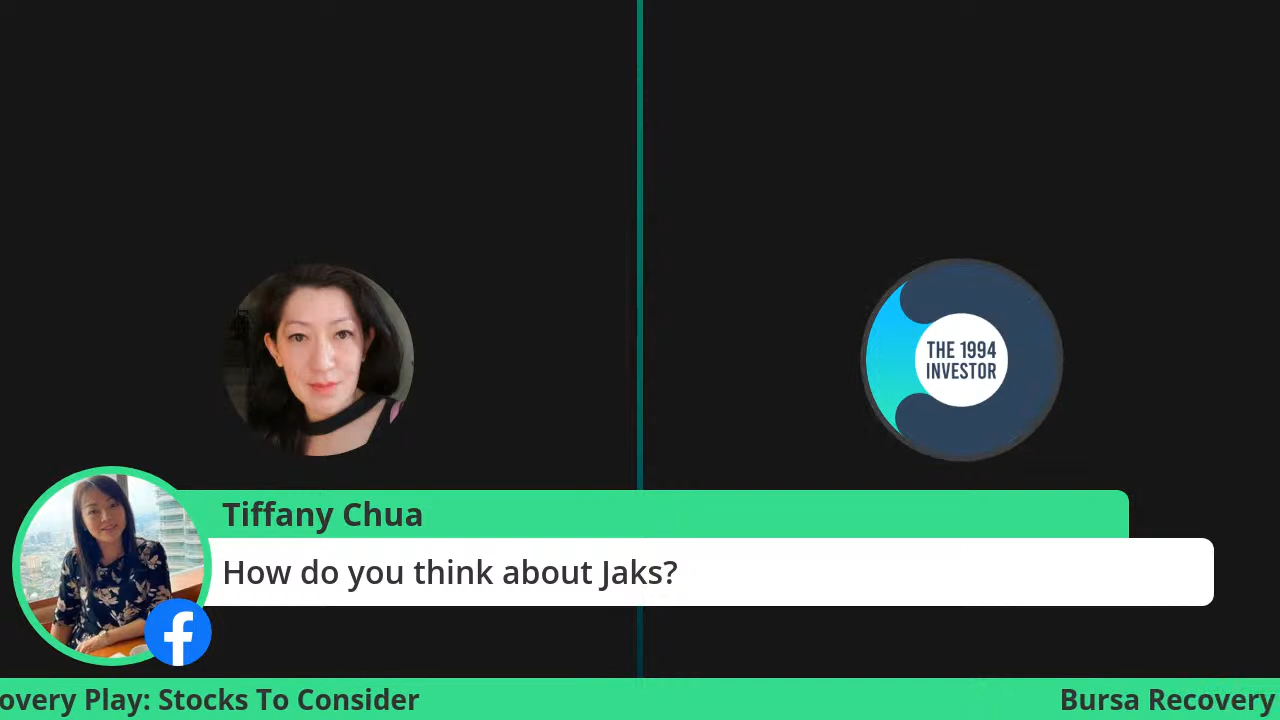 THE 1994
INVESTOR
Tiffany Chua
How do you think about Jaks?
overy Play: Stocks To Consider
Bursa Recovery